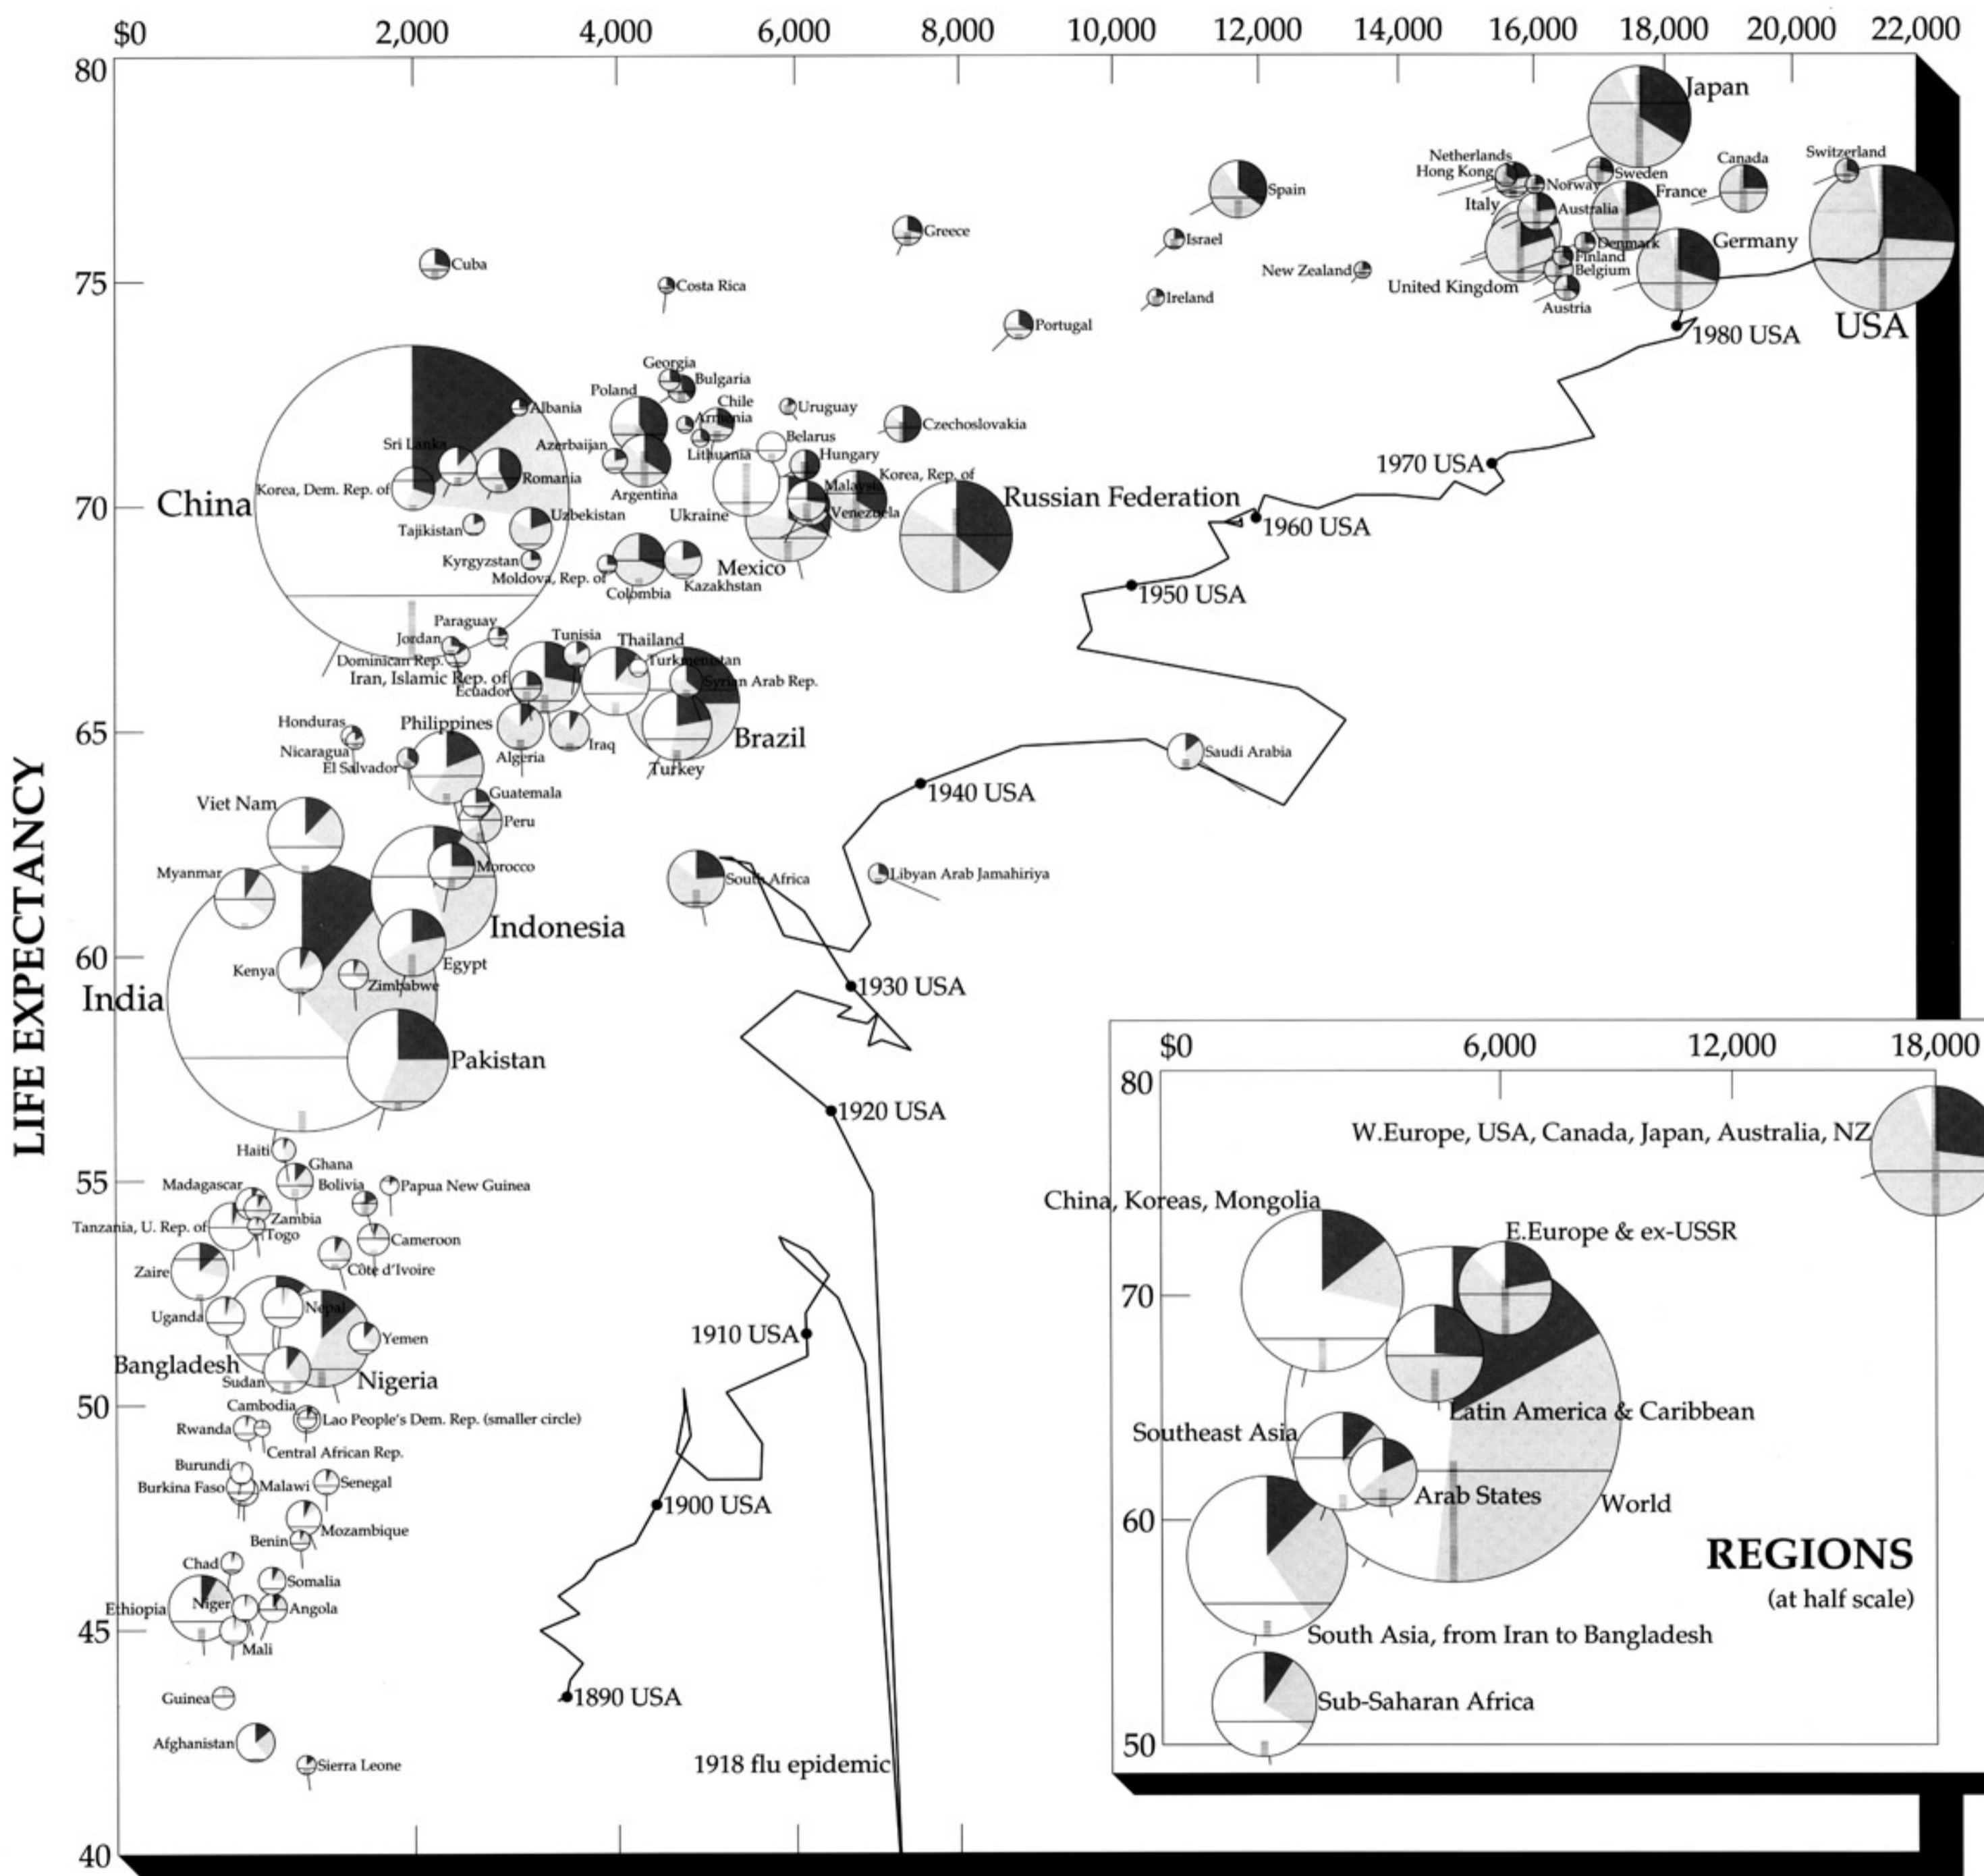 $0 2,000 4,000 6,000 8,000 10,000 12,000 14,000 16,000 18,000 20,000 22,000
80
Japan
Netherlands
Hong Kong
Norway
Sweden
Canada
Switzerland
Spain
Italy
Australia
France
Greece
Israel
Denmark
Germany
Cuba
Finland
New Zealand
Belgium
75
Costa Rica
United Kingdom
Ireland
Austria
Portugal
USA
1980 USA
Georgia
Bulgaria
Poland
Chile
Albania
Uruguay
Armenia
Czechoslovakia
Sri Lanka
Azerbaijan
Belarus
Lithuania
Hungary
1970 USA
Romania
Korea, Rep. of
Korea, Dem. Rep. of
Malaysia
Argentina
Russian Federation
China
70
Uzbekistan
Ukraine
Venezuela
Tajikistan
1960 USA
Kyrgyzstan
Mexico
Moldova, Rep. of
Kazakhstan
Colombia
1950 USA
Paraguay
Jordan
Tunisia
Thailand
Dominican Rep.
Turkmenistan
Iran, Islamic Rep. of
Syrian Arab Rep.
Ecuador
Honduras
Philippines
65
Brazil
Nicaragua
Iraq
Saudi Arabia
Algeria
El Salvador
Turkey
Guatemala
1940 USA
Viet Nam
Peru
Morocco
Myanmar
Libyan Arab Jamahiriya
South Africa
Indonesia
LIFE EXPECTANCY
60
Egypt
Kenya
Zimbabwe
1930 USA
India
Pakistan
1920 USA
Haiti
Ghana
55
Madagascar
Bolivia
Papua New Guinea
Zambia
Tanzania, U. Rep. of
Togo
Cameroon
Zaire
Côte d'Ivoire
Nepal
Uganda
1910 USA
Yemen
Bangladesh
Sudan
Nigeria
50
Cambodia
Lao People's Dem. Rep. (smaller circle)
Rwanda
Central African Rep.
Burundi
Burkina Faso
Malawi
Senegal
1900 USA
Mozambique
Benin
Chad
Somalia
Ethiopia
Niger
Angola
45
Mali
Guinea
1890 USA
Afghanistan
Sierra Leone
1918 flu epidemic
40
$0 6,000 12,000 18,000
80
W.Europe, USA, Canada, Japan, Australia, NZ
China, Koreas, Mongolia
E.Europe & ex-USSR
70
Latin America & Caribbean
Southeast Asia
Arab States
World
60
REGIONS
(at half scale)
South Asia, from Iran to Bangladesh
Sub-Saharan Africa
50